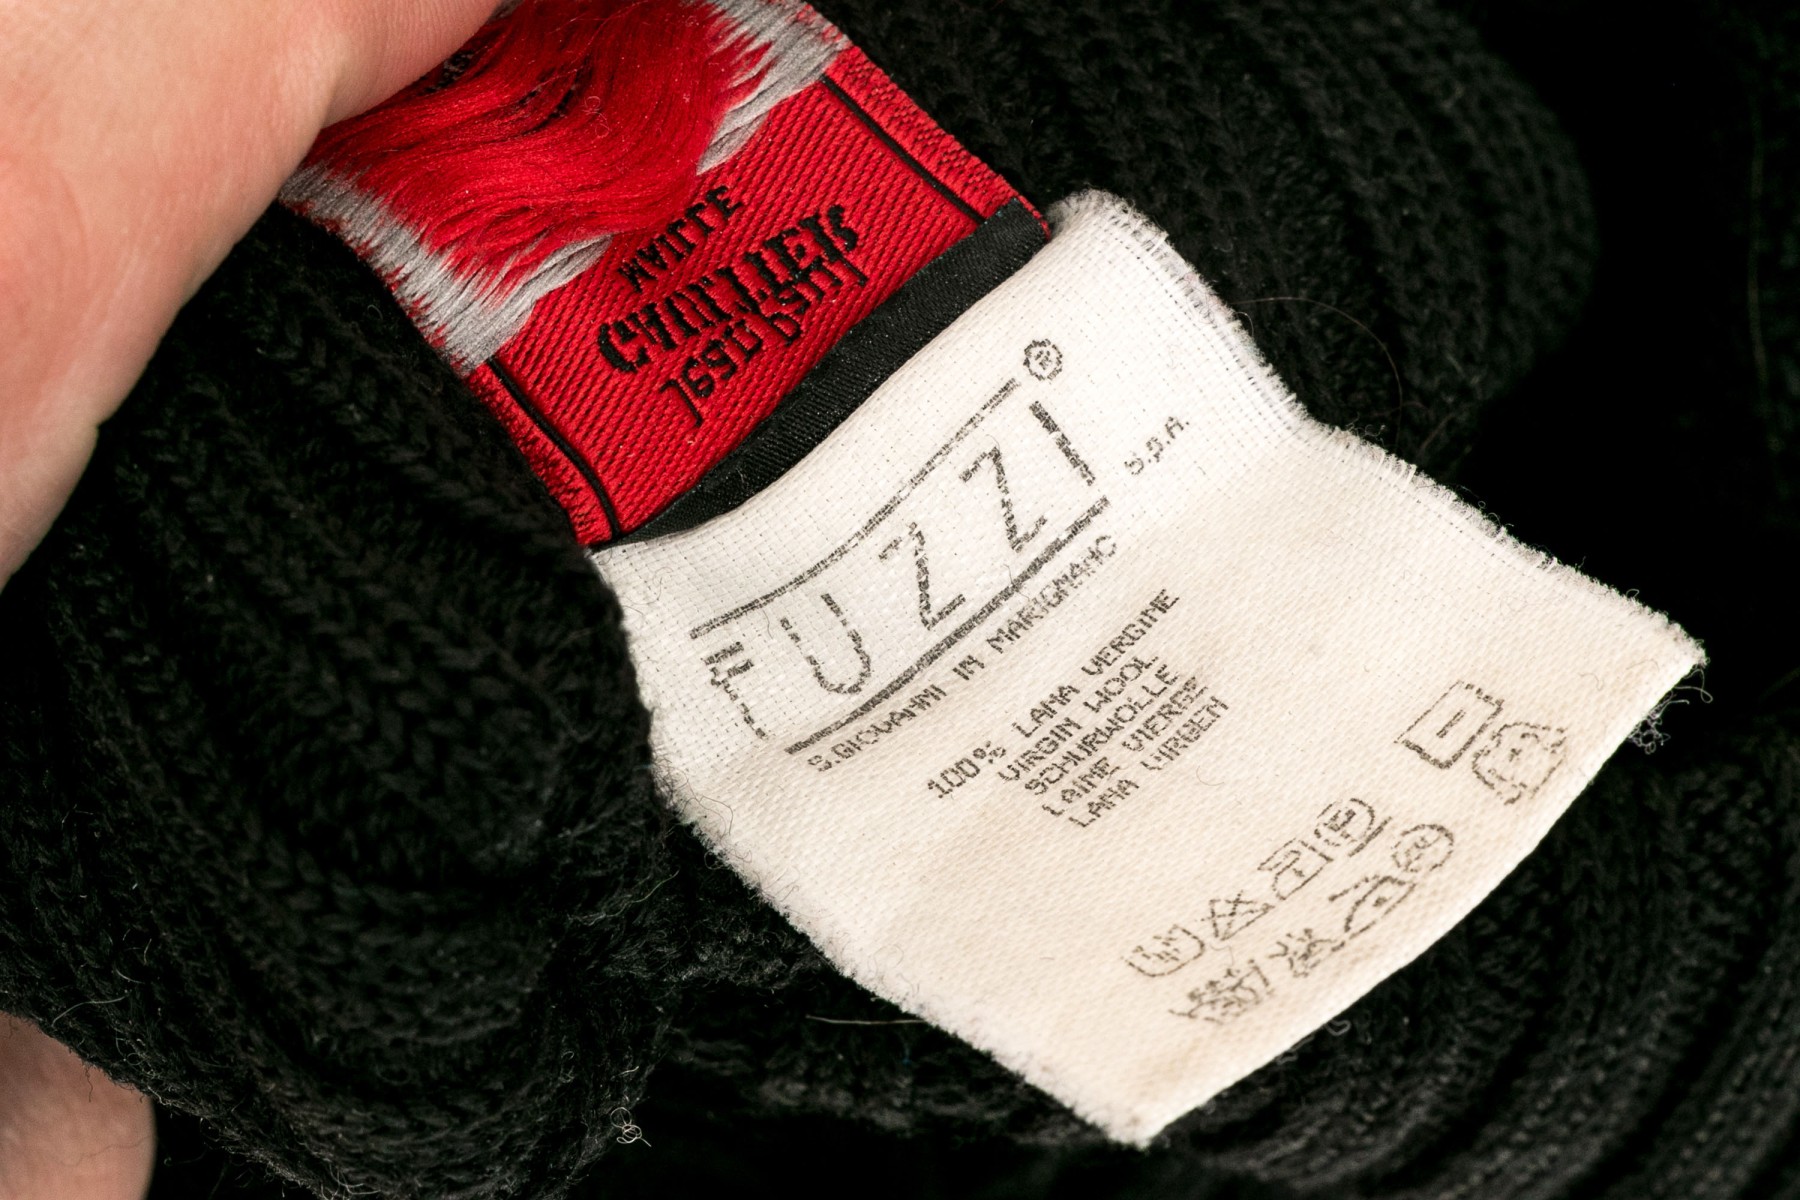 Jean Paul
GAULTIER's
MAILLE
FUZZI®
S.p.A.
S.GIOVANNI IN MARIGNANO
100% LANA VERGINE
VIRGIN WOOL
SCHURWOLLE
LAINE VIERGE
LANA VIRGEN